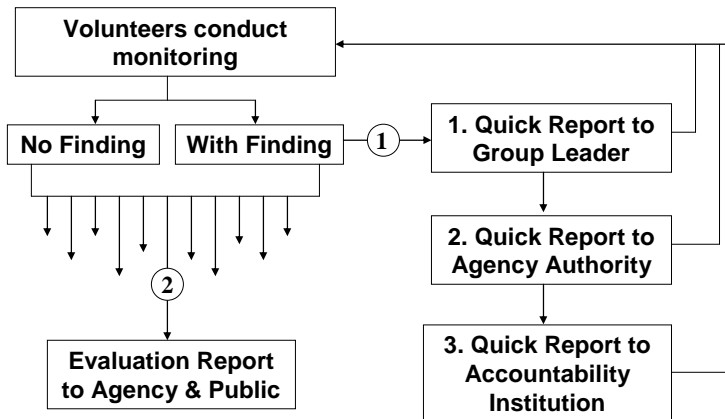 Volunteers conduct
monitoring
No Finding
With Finding
1
1. Quick Report to
Group Leader
2. Quick Report to
Agency Authority
2
Evaluation Report
to Agency & Public
3. Quick Report to
Accountability
Institution